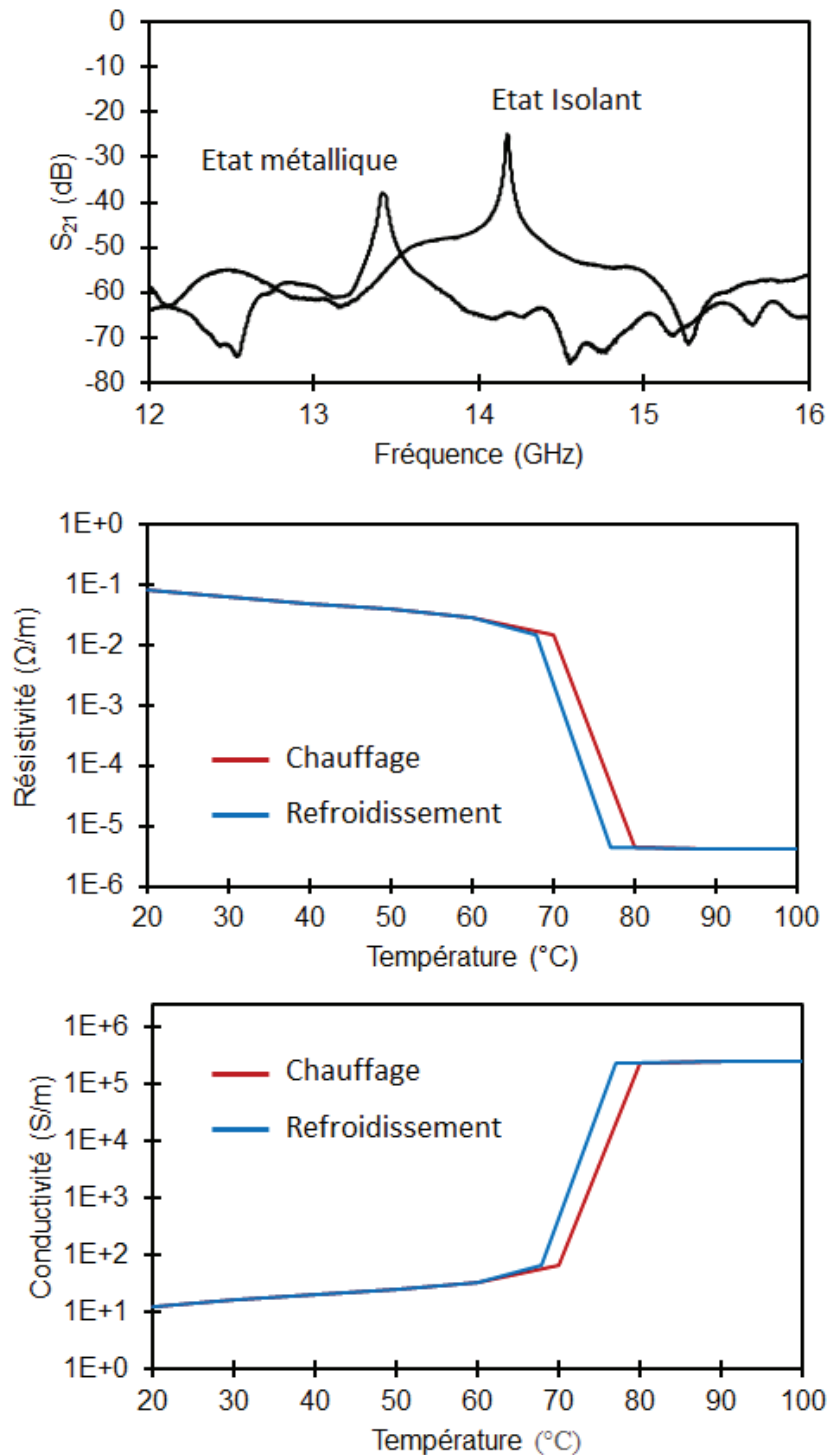 0
-10
-20
-30
-40
-50
-60
-70
-80
S21 (dB)
Etat Isolant
Etat métallique
12 13 14 15 16
Fréquence (GHz)
1E+0
1E-1
1E-2
1E-3
1E-4
1E-5
1E-6
Résistivité (Ω/m)
Chauffage
Refroidissement
20 30 40 50 60 70 80 90 100
Température (°C)
1E+6
1E+5
1E+4
1E+3
1E+2
1E+1
1E+0
Conductivité (S/m)
Chauffage
Refroidissement
20 30 40 50 60 70 80 90 100
Température (°C)